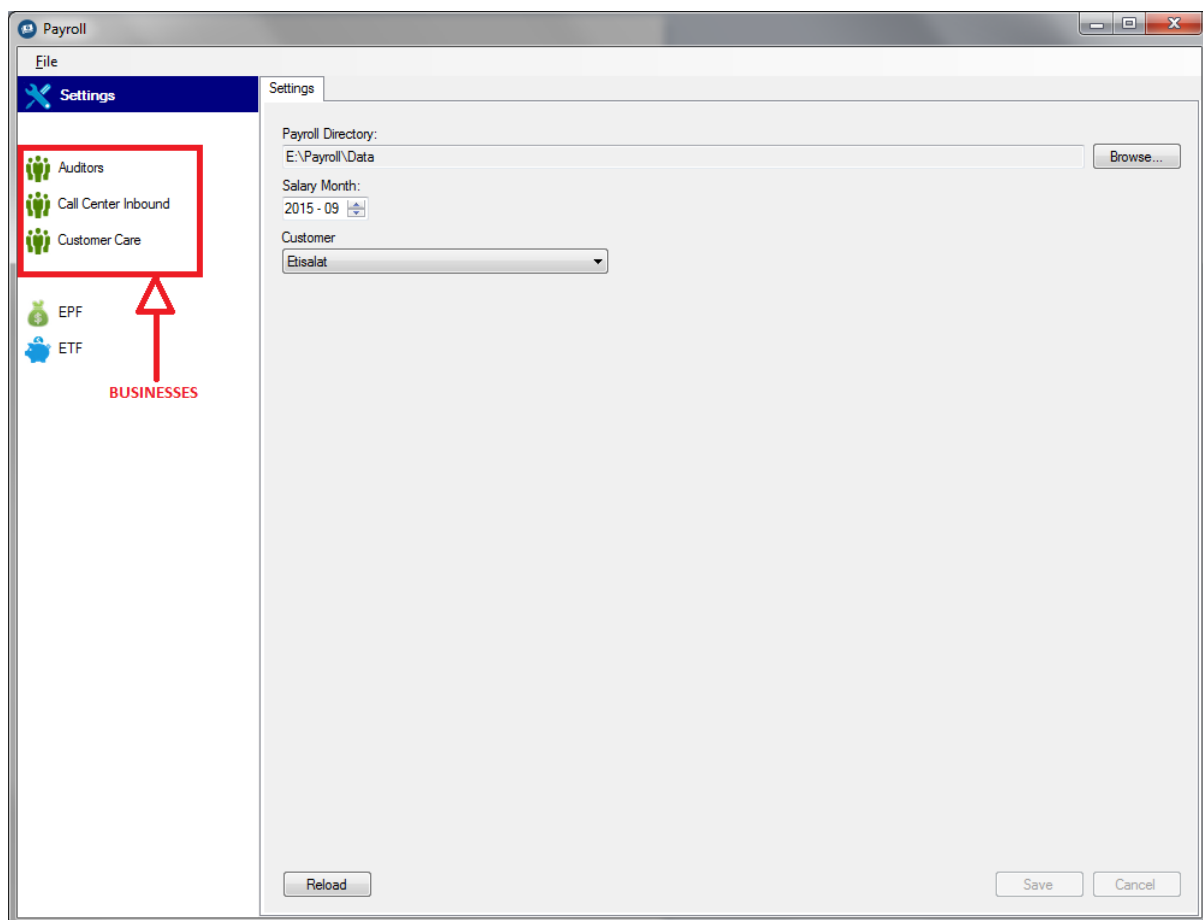 Payroll
File
Settings
Auditors
Call Center Inbound
Customer Care
EPF
ETF
BUSINESSES
Settings
Payroll Directory:
E:\Payroll\Data
Browse...
Salary Month:
2015 - 09
Customer
Etisalat
Reload
Save
Cancel